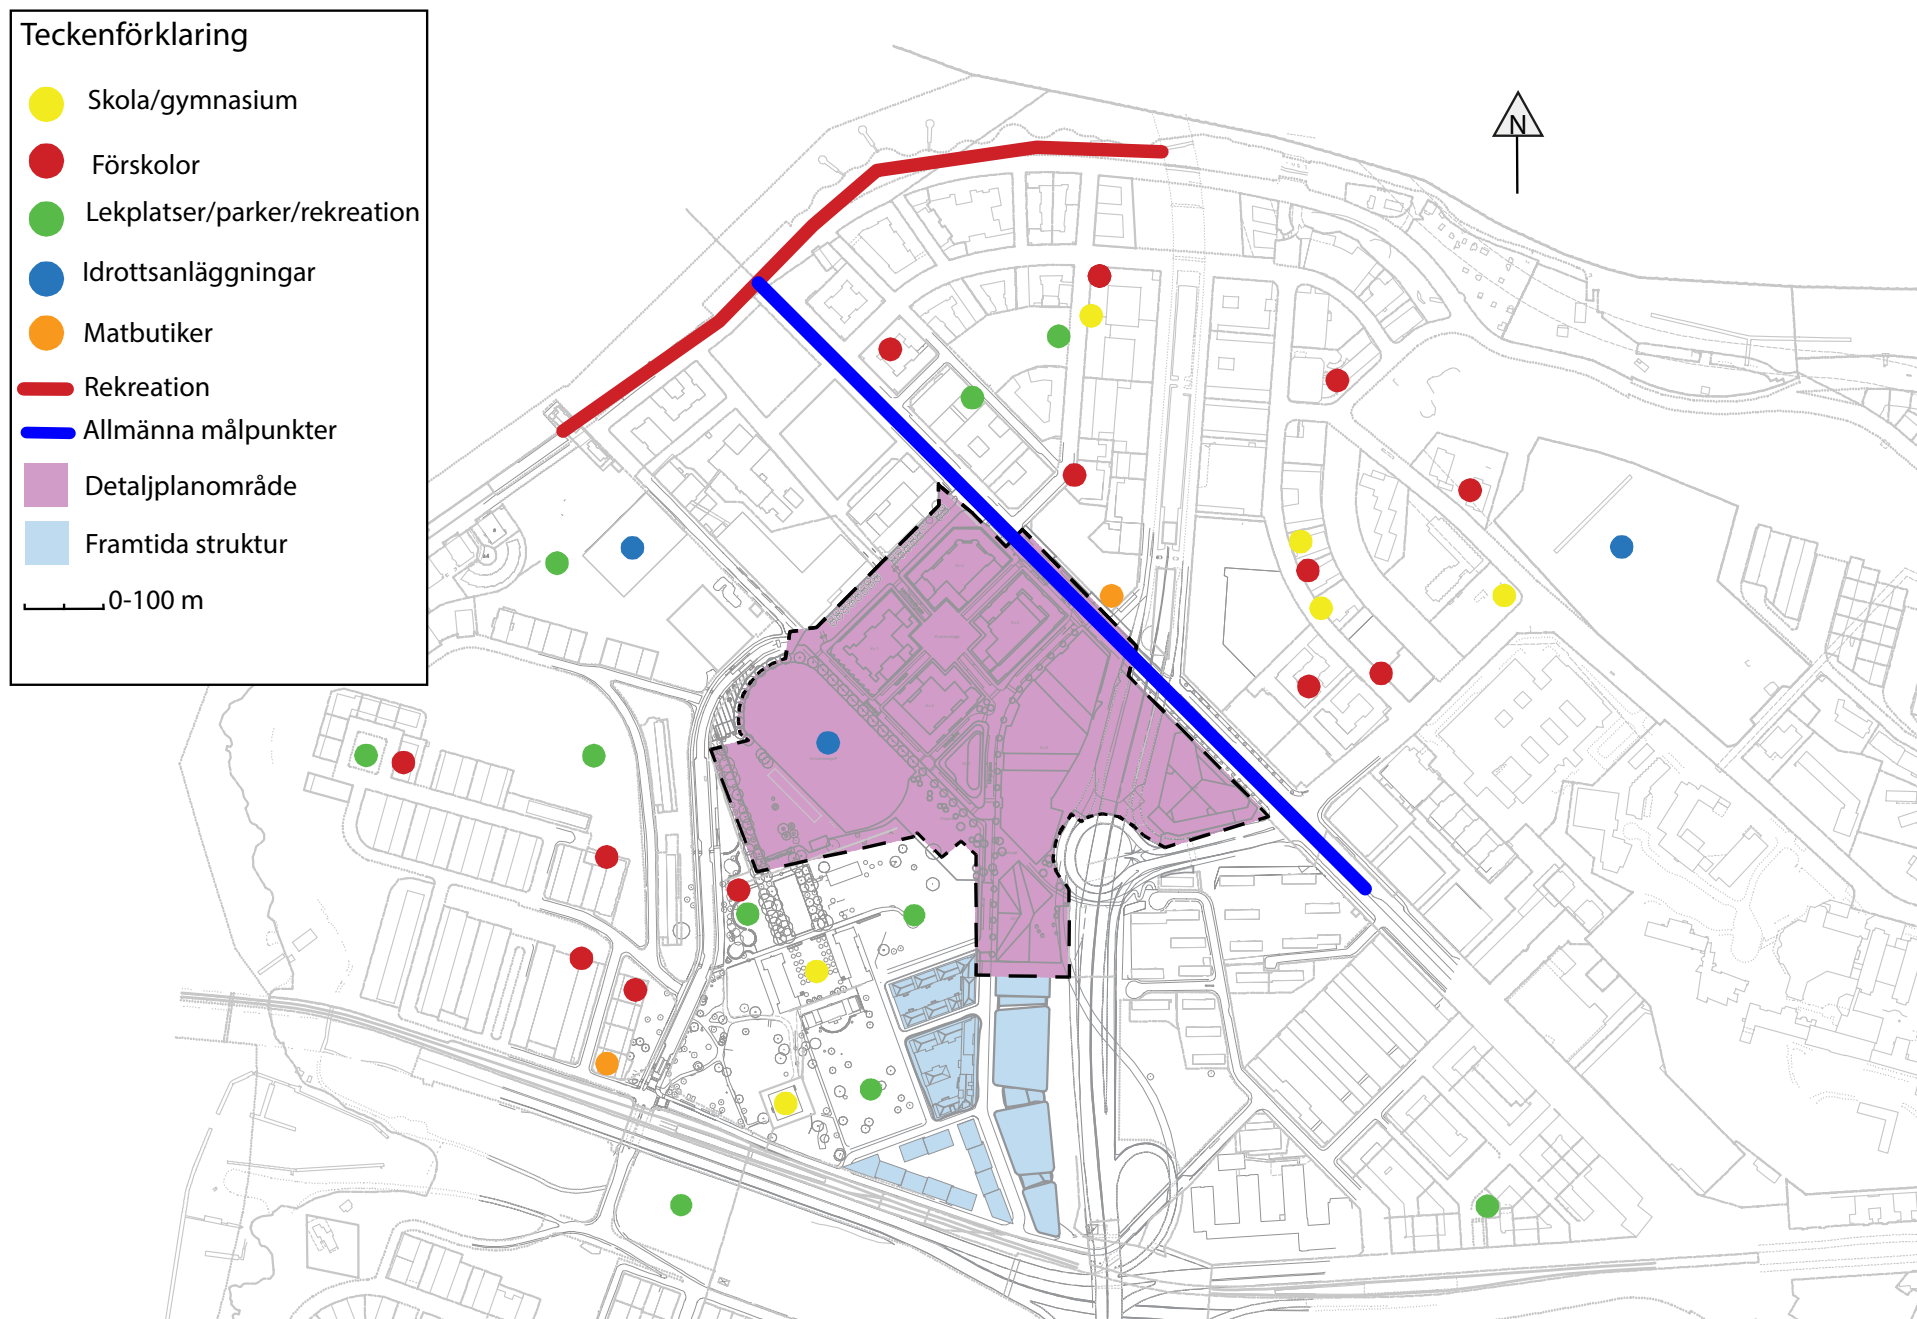 Teckenförklaring
Skola/gymnasium
Förskolor
Lekplatser/parker/rekreation
Idrottsanläggningar
Matbutiker
Rekreation
Allmänna målpunkter
Detaljplanområde
Framtida struktur
0-100 m
N